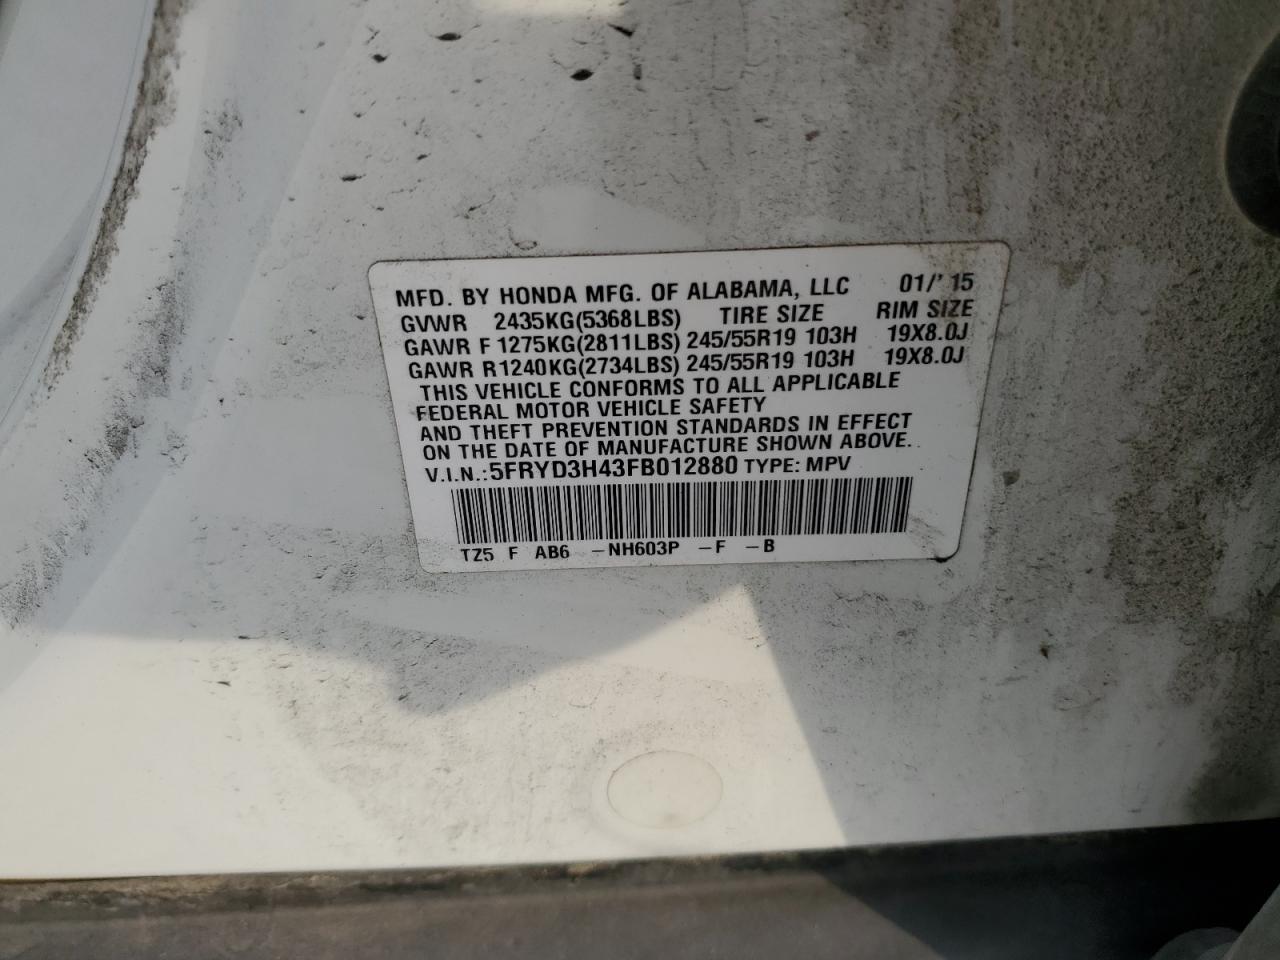 MFD. BY HONDA MFG. OF ALABAMA, LLC 01/' 15
GVWR 2435KG(5368LBS) TIRE SIZE RIM SIZE
GAWR F 1275KG(2811LBS) 245/55R19 103H 19X8.0J
GAWR R1240KG(2734LBS) 245/55R19 103H 19X8.0J
THIS VEHICLE CONFORMS TO ALL APPLICABLE
FEDERAL MOTOR VEHICLE SAFETY
AND THEFT PREVENTION STANDARDS IN EFFECT
ON THE DATE OF MANUFACTURE SHOWN ABOVE.
V.I.N.:5FRYD3H43FB012880 TYPE: MPV
TZ5 F AB6 -NH603P -F -B